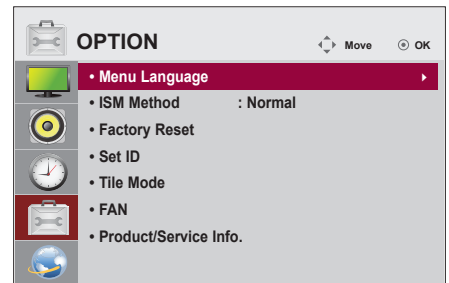 OPTION Move OK
• Menu Language
• ISM Method : Normal
• Factory Reset
• Set ID
• Tile Mode
• FAN
• Product/Service Info.